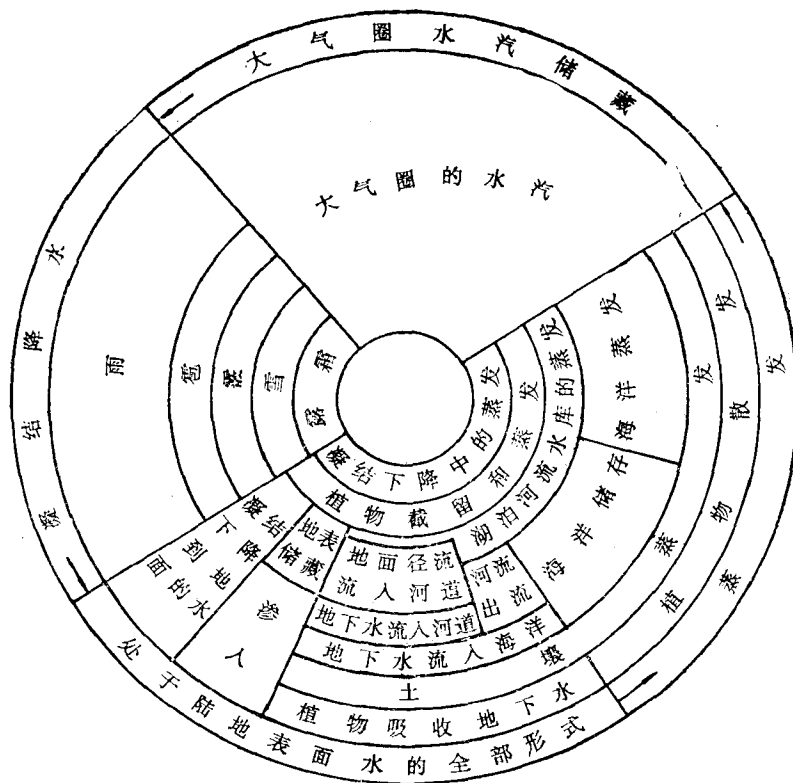 大气圈水汽储藏
大气圈的水汽
凝结降水
雨
雹
霰
雪
霜
露
蒸发
植物散发
土壤蒸发
海洋蒸发
海洋储存
湖泊河流水库的蒸发
植物截留和蒸发
凝结下降中的蒸发
凝结下降到地面的水
地表储藏
渗入
地面径流流入河道
河流出流
地下水流入河道
地下水流入海洋
植物吸收地下水
处于陆地表面水的全部形式